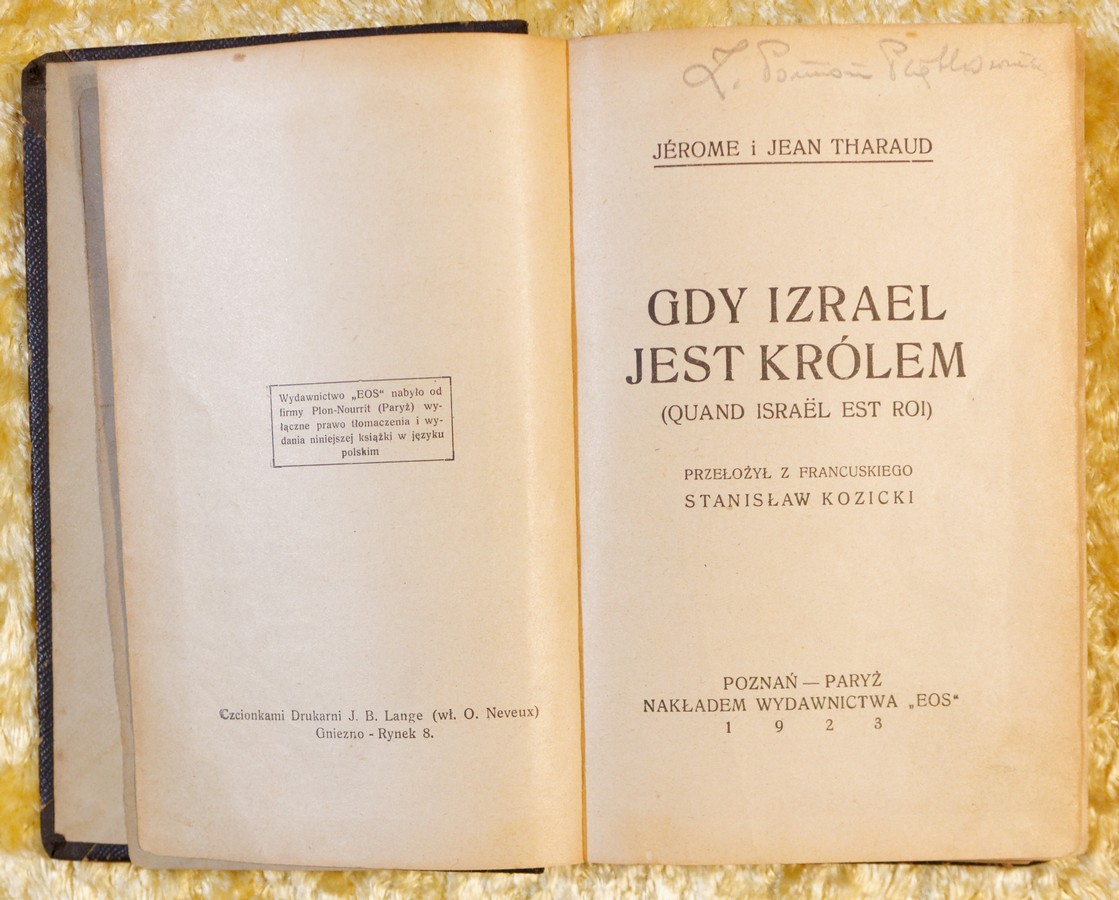 Wydawnictwo „EOS“ nabyło od
firmy Plon-Nourrit (Paryż) wy-
łączne prawo tłomaczenia i wy-
dania niniejszej książki w języku
polskim
Czcionkami Drukarni J. B. Lange (wł. O. Neveux)
Gniezno - Rynek 8.
JÉROME i JEAN THARAUD
GDY IZRAEL
JEST KRÓLEM
(QUAND ISRAËL EST ROI)
PRZEŁOŻYŁ Z FRANCUSKIEGO
STANISŁAW KOZICKI
POZNAŃ — PARYŻ
NAKŁADEM WYDAWNICTWA „EOS“
1 9 2 3